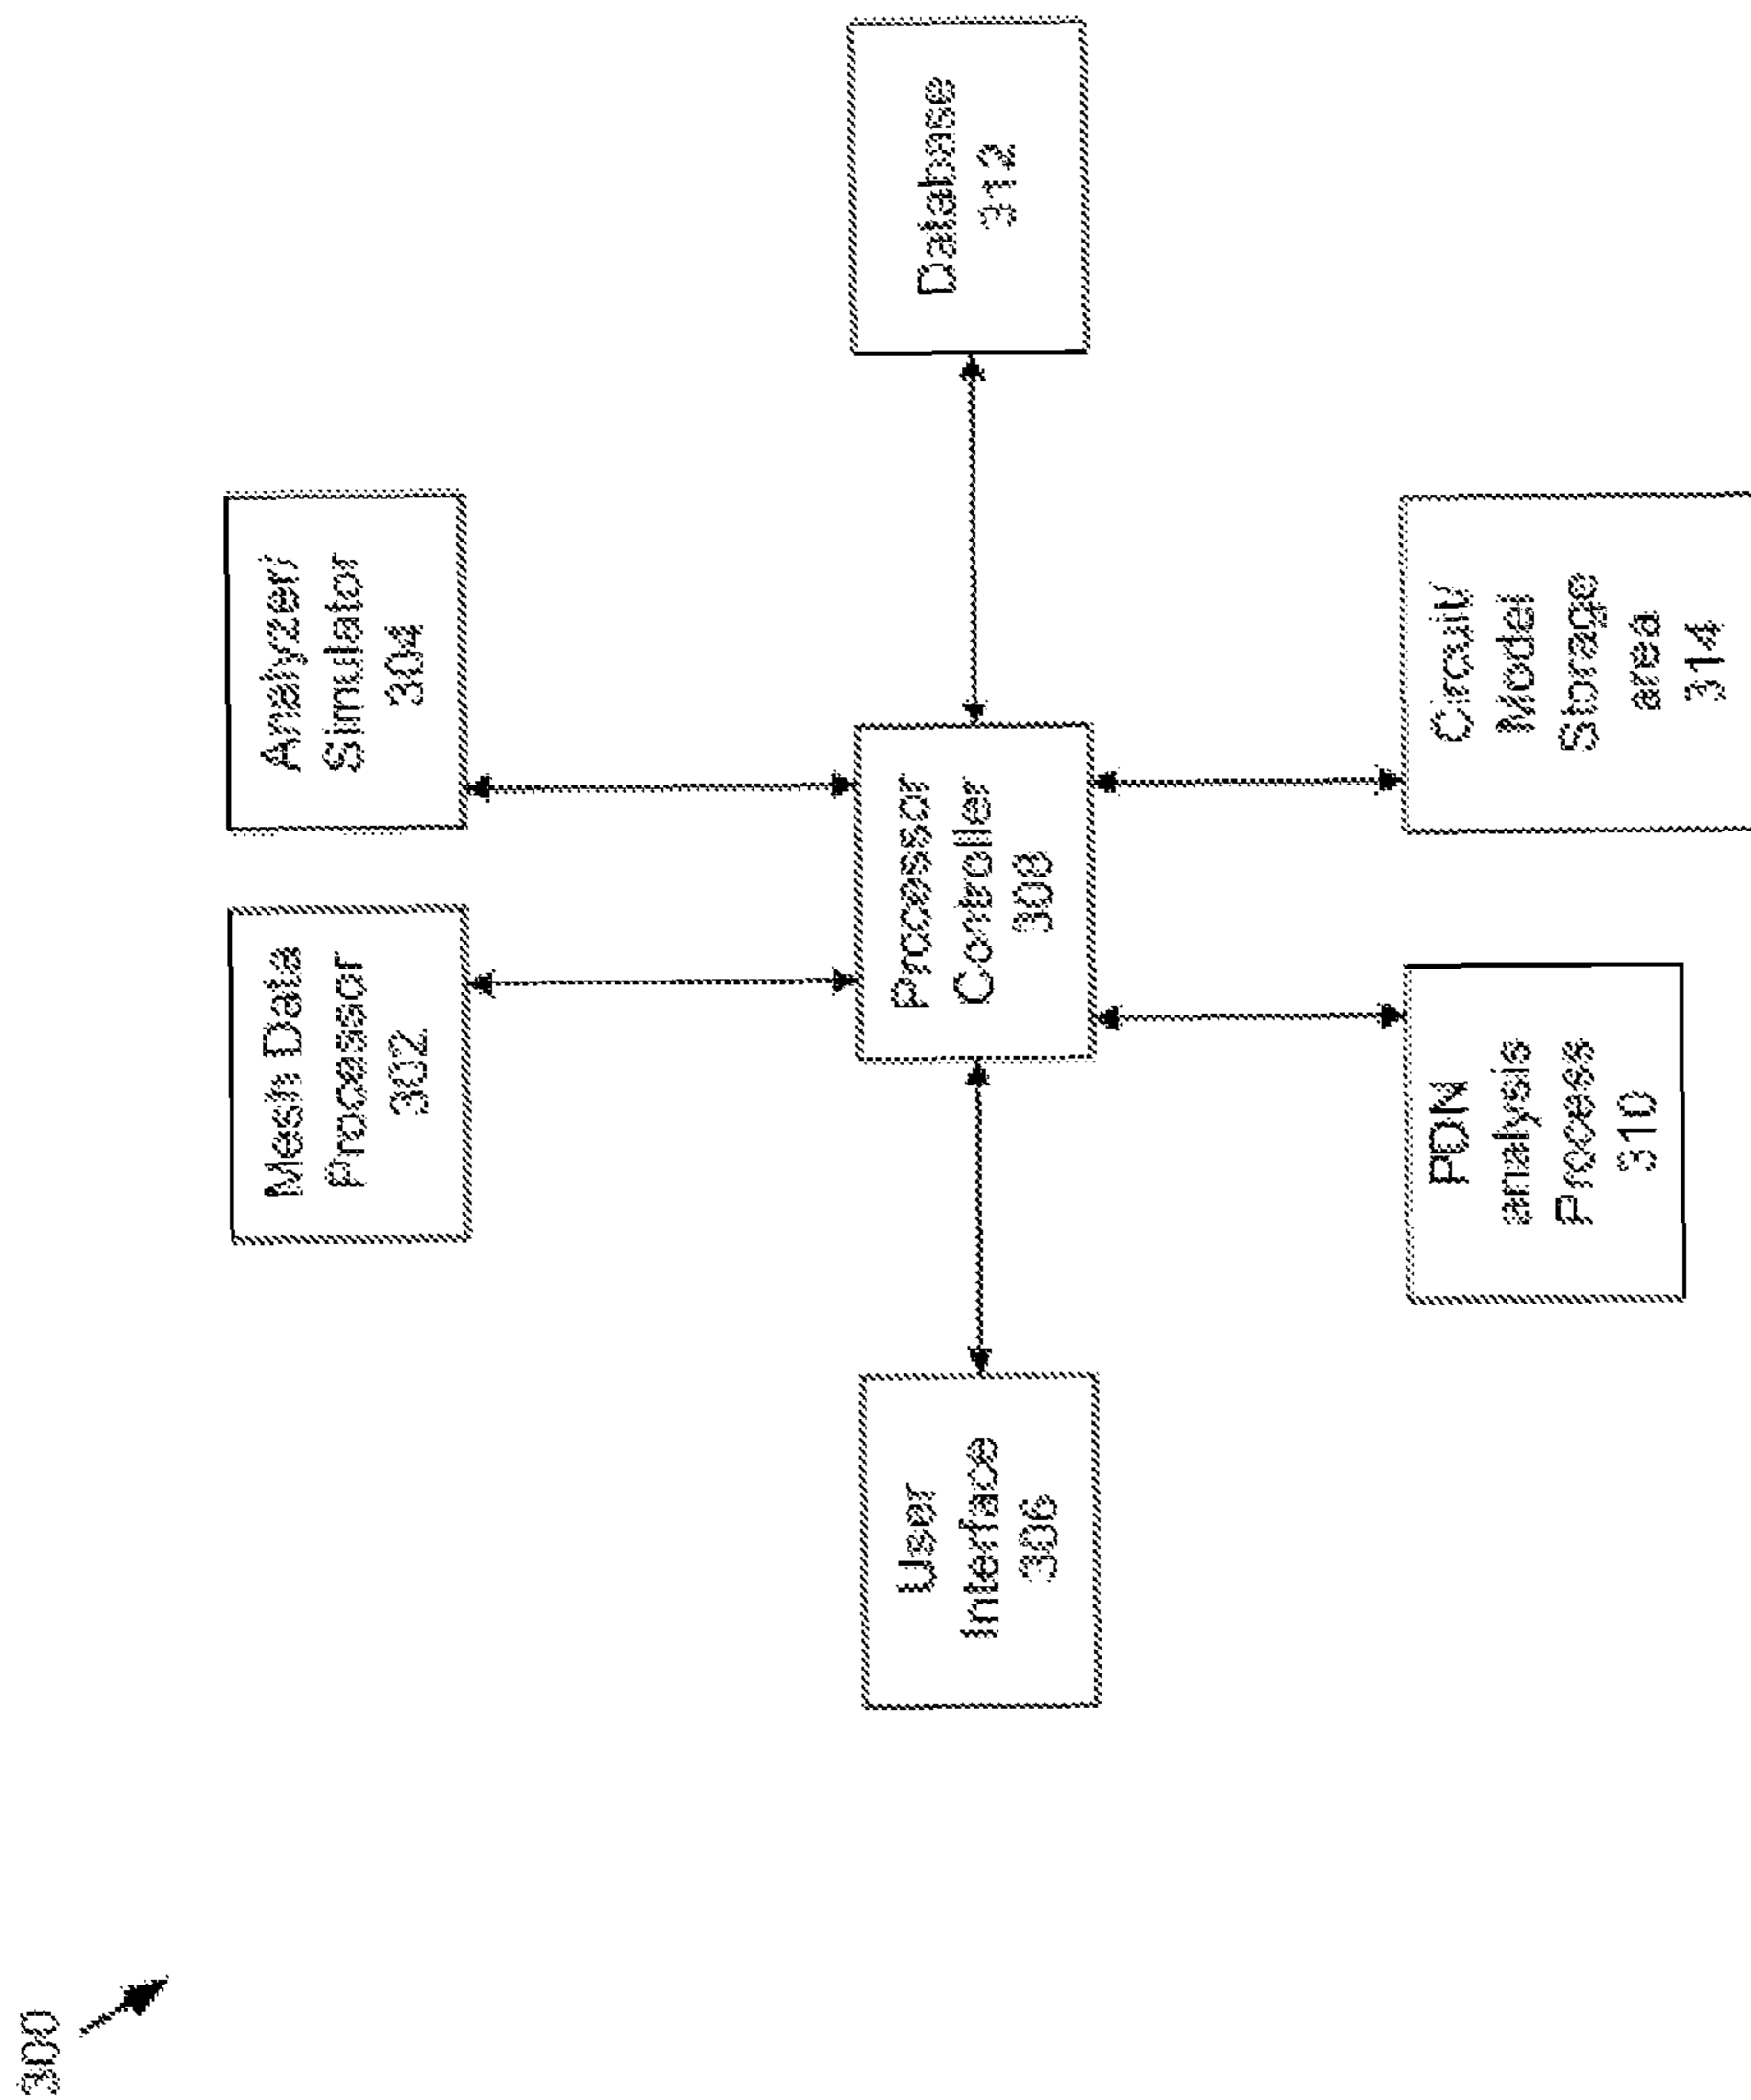 300
Mesh Data
Processor
302
Analyzer/
Simulator
304
User
Interface
306
Processor
Controller
308
Database
312
PDN
analysis
Process
310
Circuit/
Model
Storage
area
314